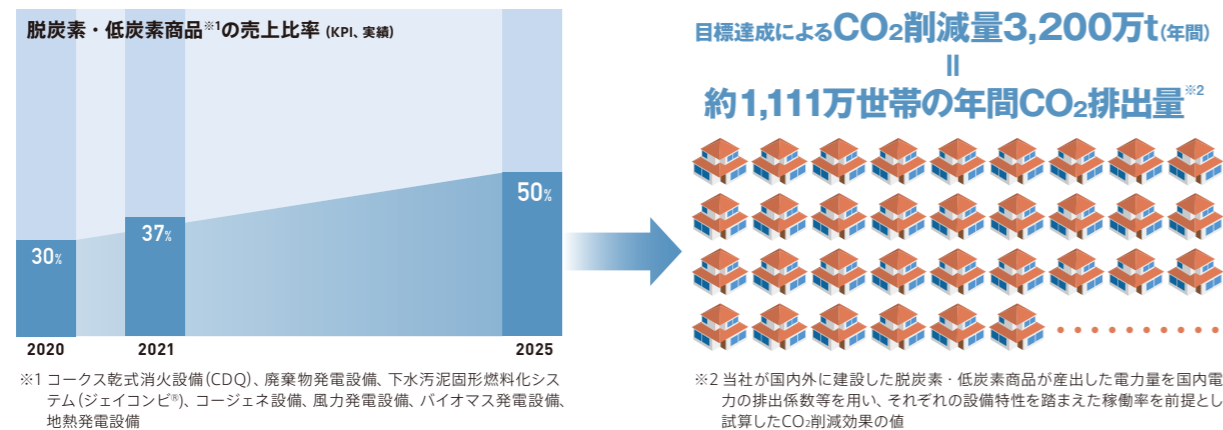 脱炭素・低炭素商品※1の売上比率 (KPI、実績)
30%
37%
50%
2020
2021
2025
※1 コークス乾式消火設備(CDQ)、廃棄物発電設備、下水汚泥固形燃料化シス
テム(ジェイコンビ®)、コージェネ設備、風力発電設備、バイオマス発電設備、
地熱発電設備
目標達成によるCO2削減量3,200万t(年間)
=
約1,111万世帯の年間CO2排出量※2
※2 当社が国内外に建設した脱炭素・低炭素商品が産出した電力量を国内電
力の排出係数等を用い、それぞれの設備特性を踏まえた稼働率を前提とし
試算したCO2削減効果の値